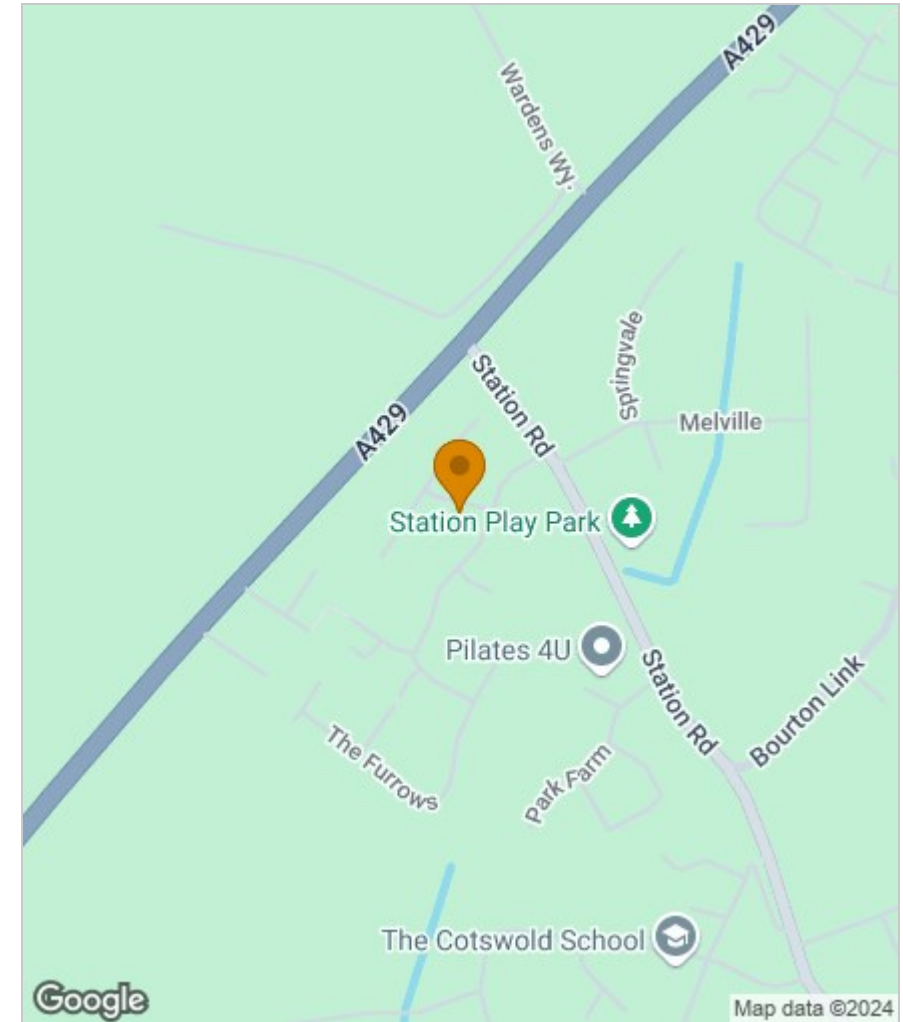 A429
Wardens Wy.
Springvale
Station Rd
Melville
A429
Station Play Park
Pilates 4U
Station Rd
Bourton Link
The Furrows
Park Farm
The Cotswold School
Google
Map data ©2024